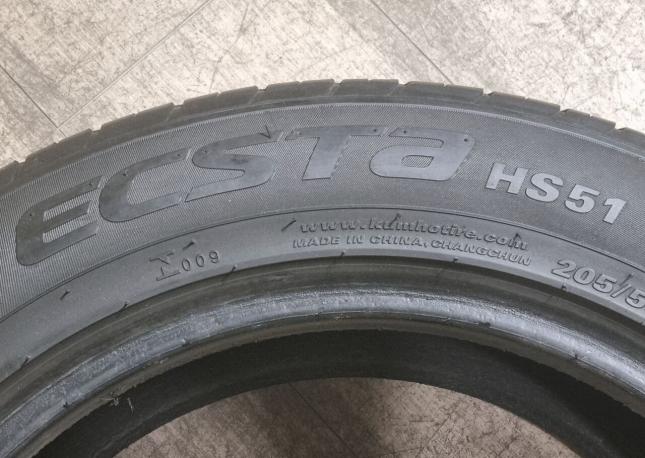 ecsta HS51
www.kumhotire.com
MADE IN CHINA, CHANGCHUN
009
205/5